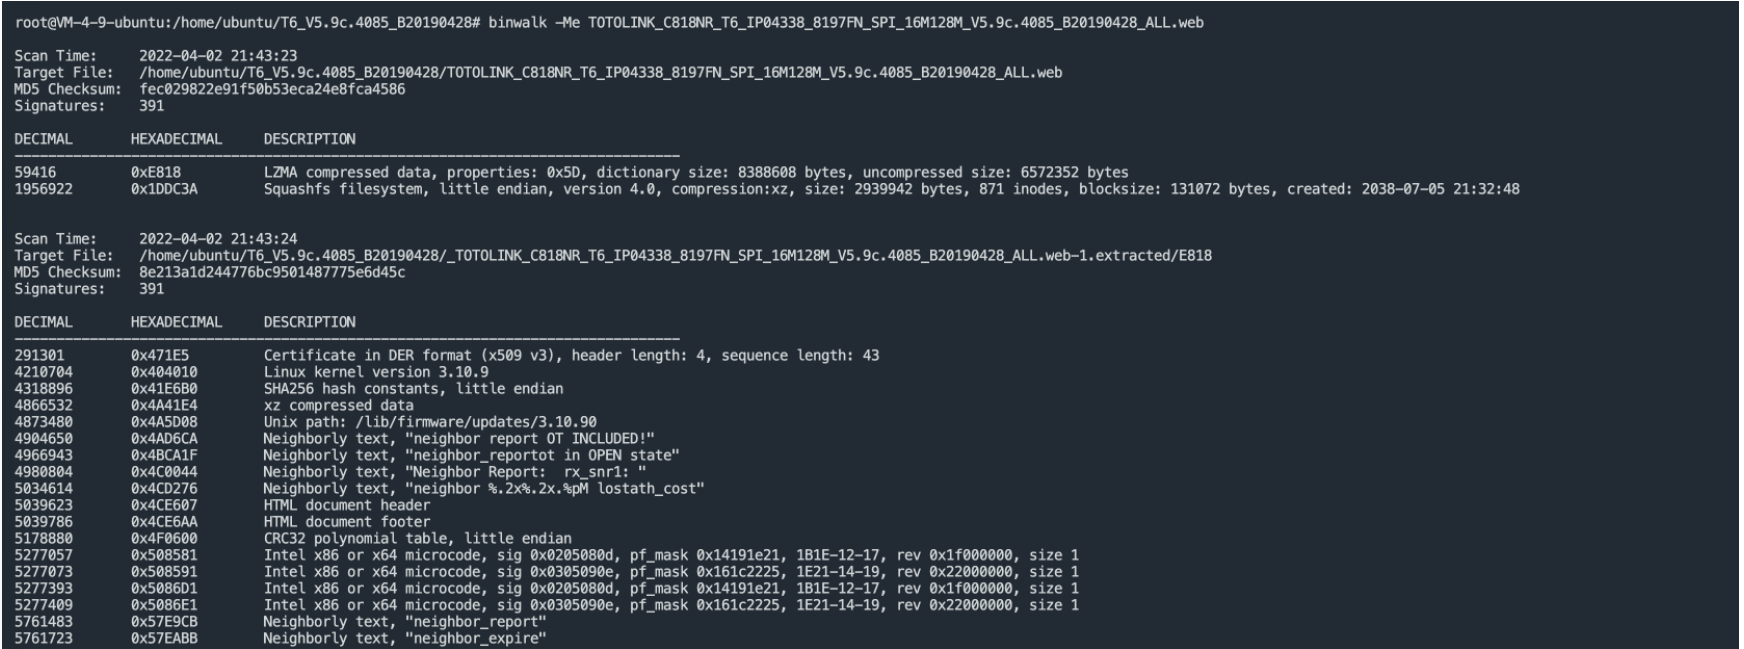 root@VM-4-9-ubuntu:/home/ubuntu/T6_V5.9c.4085_B20190428# binwalk -Me TOTOLINK_C818NR_T6_IP04338_8197FN_SPI_16M128M_V5.9c.4085_B20190428_ALL.web
Scan Time:     2022-04-02 21:43:23
Target File:   /home/ubuntu/T6_V5.9c.4085_B20190428/TOTOLINK_C818NR_T6_IP04338_8197FN_SPI_16M128M_V5.9c.4085_B20190428_ALL.web
MD5 Checksum:  fec029822e91f50b53eca24e8fca4586
Signatures:    391
DECIMAL       HEXADECIMAL     DESCRIPTION
--------------------------------------------------------------------------------
59416         0xE818          LZMA compressed data, properties: 0x5D, dictionary size: 8388608 bytes, uncompressed size: 6572352 bytes
1956922       0x1DDC3A        Squashfs filesystem, little endian, version 4.0, compression:xz, size: 2939942 bytes, 871 inodes, blocksize: 131072 bytes, created: 2038-07-05 21:32:48
Scan Time:     2022-04-02 21:43:24
Target File:   /home/ubuntu/T6_V5.9c.4085_B20190428/_TOTOLINK_C818NR_T6_IP04338_8197FN_SPI_16M128M_V5.9c.4085_B20190428_ALL.web-1.extracted/E818
MD5 Checksum:  8e213a1d244776bc9501487775e6d45c
Signatures:    391
DECIMAL       HEXADECIMAL     DESCRIPTION
--------------------------------------------------------------------------------
291301        0x471E5         Certificate in DER format (x509 v3), header length: 4, sequence length: 43
4210704       0x404010        Linux kernel version 3.10.9
4318896       0x41E6B0        SHA256 hash constants, little endian
4866532       0x4A41E4        xz compressed data
4873480       0x4A5D08        Unix path: /lib/firmware/updates/3.10.90
4904650       0x4AD6CA        Neighborly text, "neighbor report OT INCLUDED!"
4966943       0x4BCA1F        Neighborly text, "neighbor_reportot in OPEN state"
4980804       0x4C0044        Neighborly text, "Neighbor Report:  rx_snr1: "
5034614       0x4CD276        Neighborly text, "neighbor %.2x%.2x.%pM lostath_cost"
5039623       0x4CE607        HTML document header
5039786       0x4CE6AA        HTML document footer
5178880       0x4F0600        CRC32 polynomial table, little endian
5277057       0x508581        Intel x86 or x64 microcode, sig 0x0205080d, pf_mask 0x14191e21, 1B1E-12-17, rev 0x1f000000, size 1
5277073       0x508591        Intel x86 or x64 microcode, sig 0x0305090e, pf_mask 0x161c2225, 1E21-14-19, rev 0x22000000, size 1
5277393       0x5086D1        Intel x86 or x64 microcode, sig 0x0205080d, pf_mask 0x14191e21, 1B1E-12-17, rev 0x1f000000, size 1
5277409       0x5086E1        Intel x86 or x64 microcode, sig 0x0305090e, pf_mask 0x161c2225, 1E21-14-19, rev 0x22000000, size 1
5761483       0x57E9CB        Neighborly text, "neighbor_report"
5761723       0x57EABB        Neighborly text, "neighbor_expire"